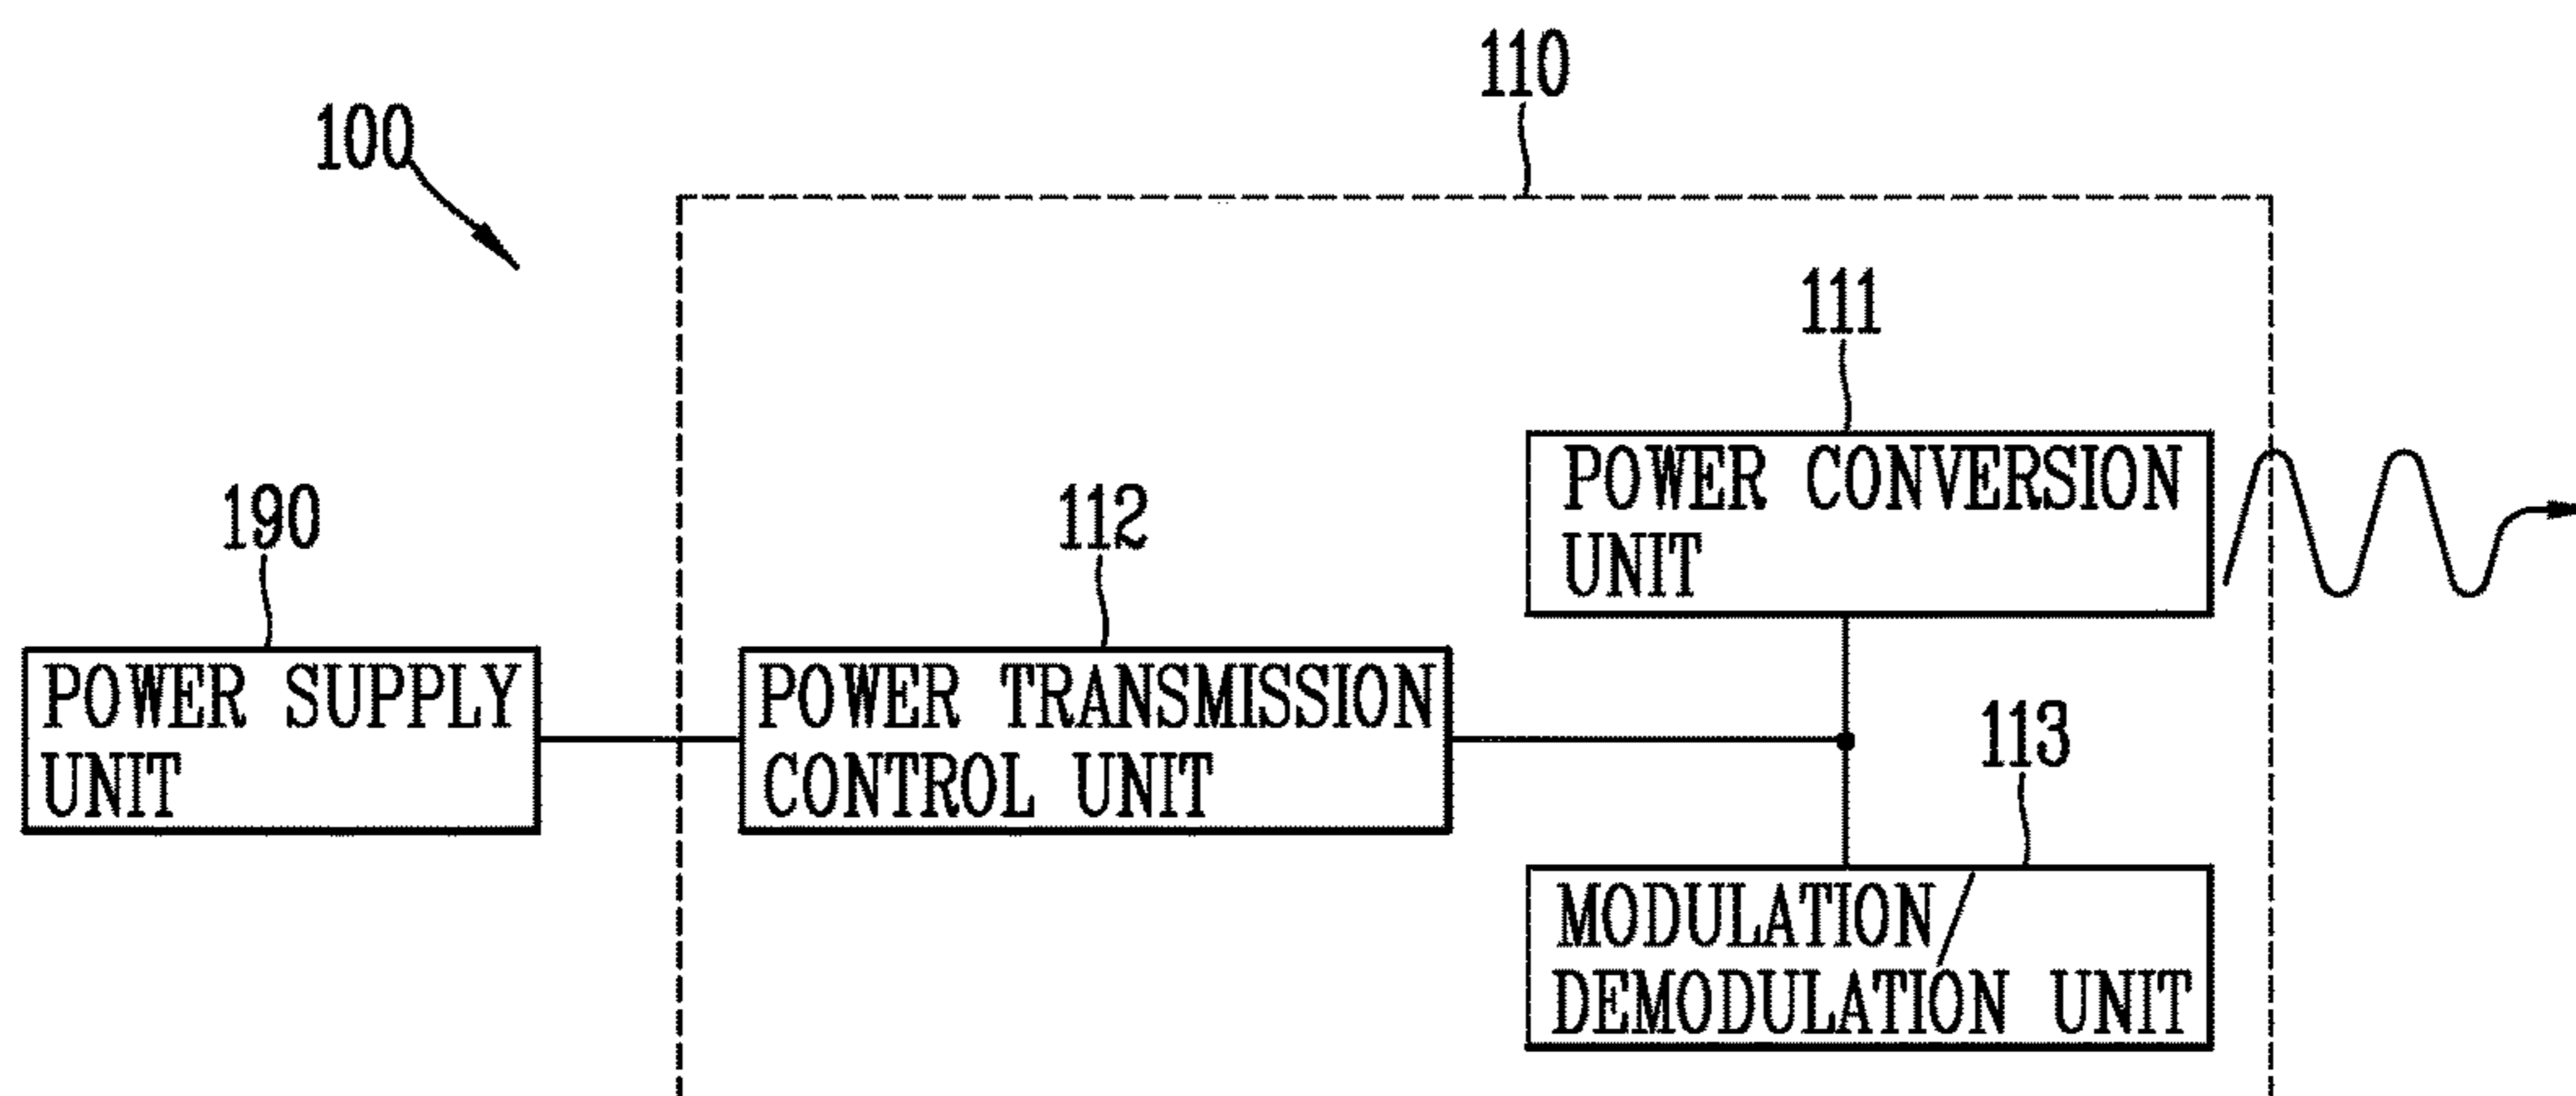 110
100
111
POWER CONVERSION
UNIT
190
112
POWER SUPPLY
UNIT
POWER TRANSMISSION
CONTROL UNIT
113
MODULATION/
DEMODULATION UNIT